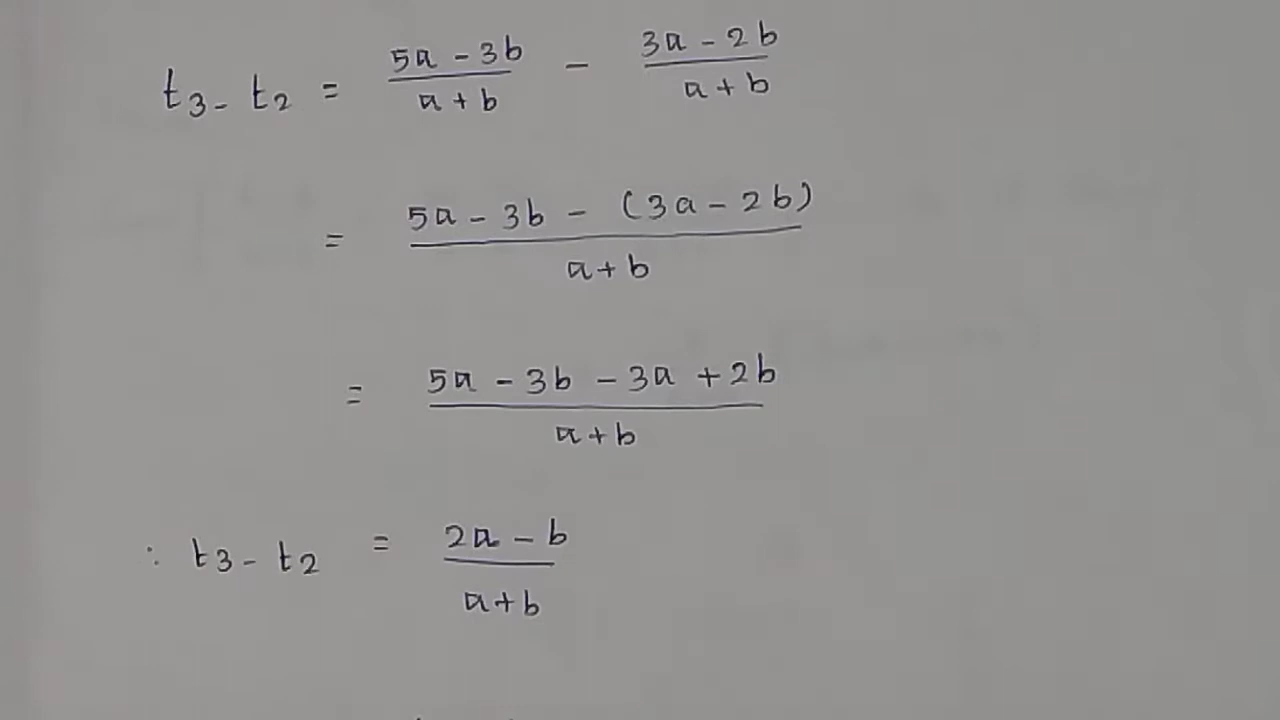 t3 - t2 = (5a - 3b)/(a + b) - (3a - 2b)/(a + b)
= (5a - 3b - (3a - 2b))/(a + b)
= (5a - 3b - 3a + 2b)/(a + b)
∴ t3 - t2 = (2a - b)/(a + b)